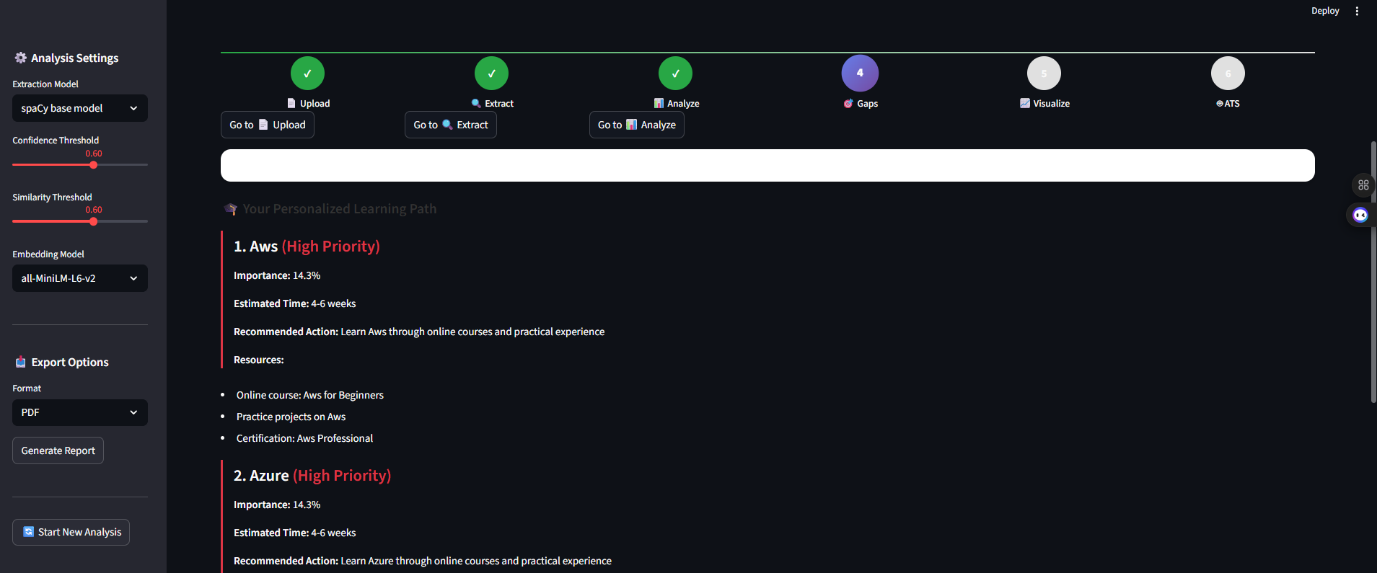 Deploy
⚙️ Analysis Settings
Extraction Model
spaCy base model
Confidence Threshold
0.60
Similarity Threshold
0.60
Embedding Model
all-MiniLM-L6-v2
📤 Export Options
Format
PDF
Generate Report
🔄 Start New Analysis
✓ ✓ ✓ 4 5 6
📄 Upload 🔍 Extract 📊 Analyze 🎯 Gaps 📈 Visualize ATS
Go to 📄 Upload Go to 🔍 Extract Go to 📊 Analyze
🎓 Your Personalized Learning Path
1. Aws (High Priority)
Importance: 14.3%
Estimated Time: 4-6 weeks
Recommended Action: Learn Aws through online courses and practical experience
Resources:
• Online course: Aws for Beginners
• Practice projects on Aws
• Certification: Aws Professional
2. Azure (High Priority)
Importance: 14.3%
Estimated Time: 4-6 weeks
Recommended Action: Learn Azure through online courses and practical experience